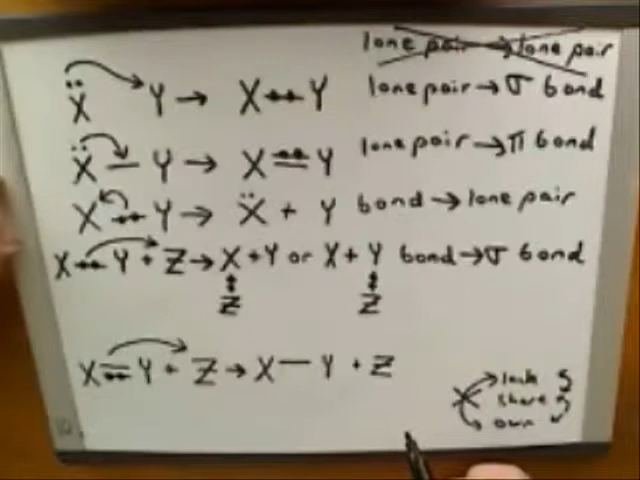 lone pair → lone pair
Ẍ Y → X Y lone pair → σ bond
Ẍ — Y → X = Y lone pair → π bond
X — Y → Ẍ + Y bond → lone pair
X — Y + Z → X + Y or X + Y bond → σ bond
Z Z
X = Y + Z → X — Y + Z
lack
share
own